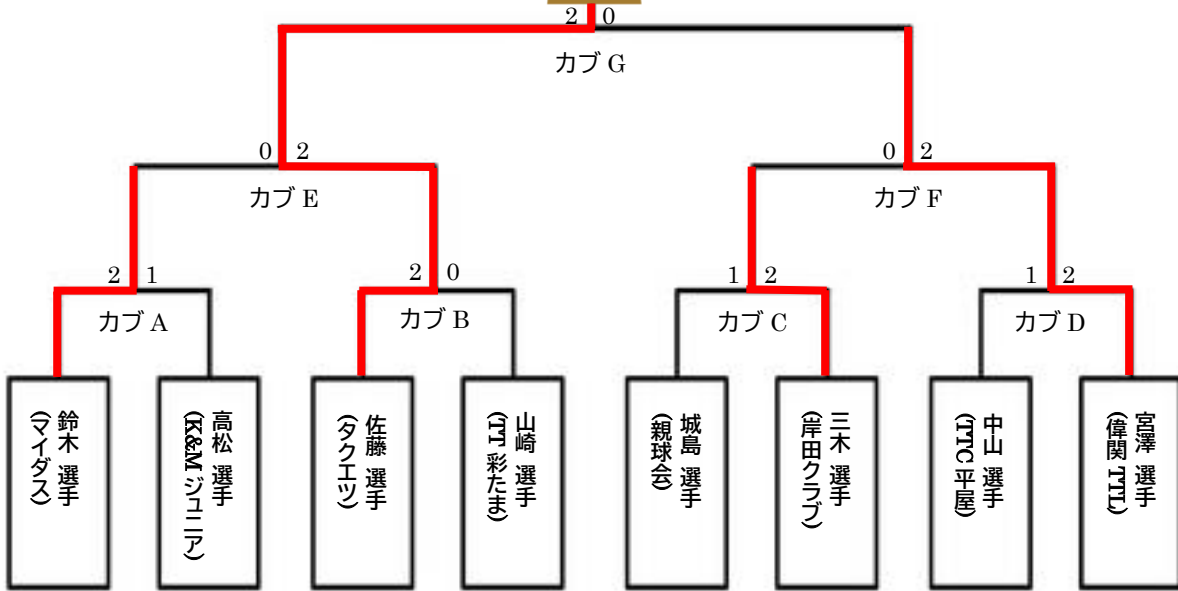 2 0
カブ G
0 2
カブ E
0 2
カブ F
2 1
カブ A
2 0
カブ B
1 2
カブ C
1 2
カブ D
鈴木 選手
(マイダス)
高松 選手
(K&M ジュニア)
佐藤 選手
(タクエツ)
山崎 選手
(TT 彩たま)
城島 選手
(親球会)
三木 選手
(岸田クラブ)
中山 選手
(TTC 平屋)
宮澤 選手
(偉関 TTL)